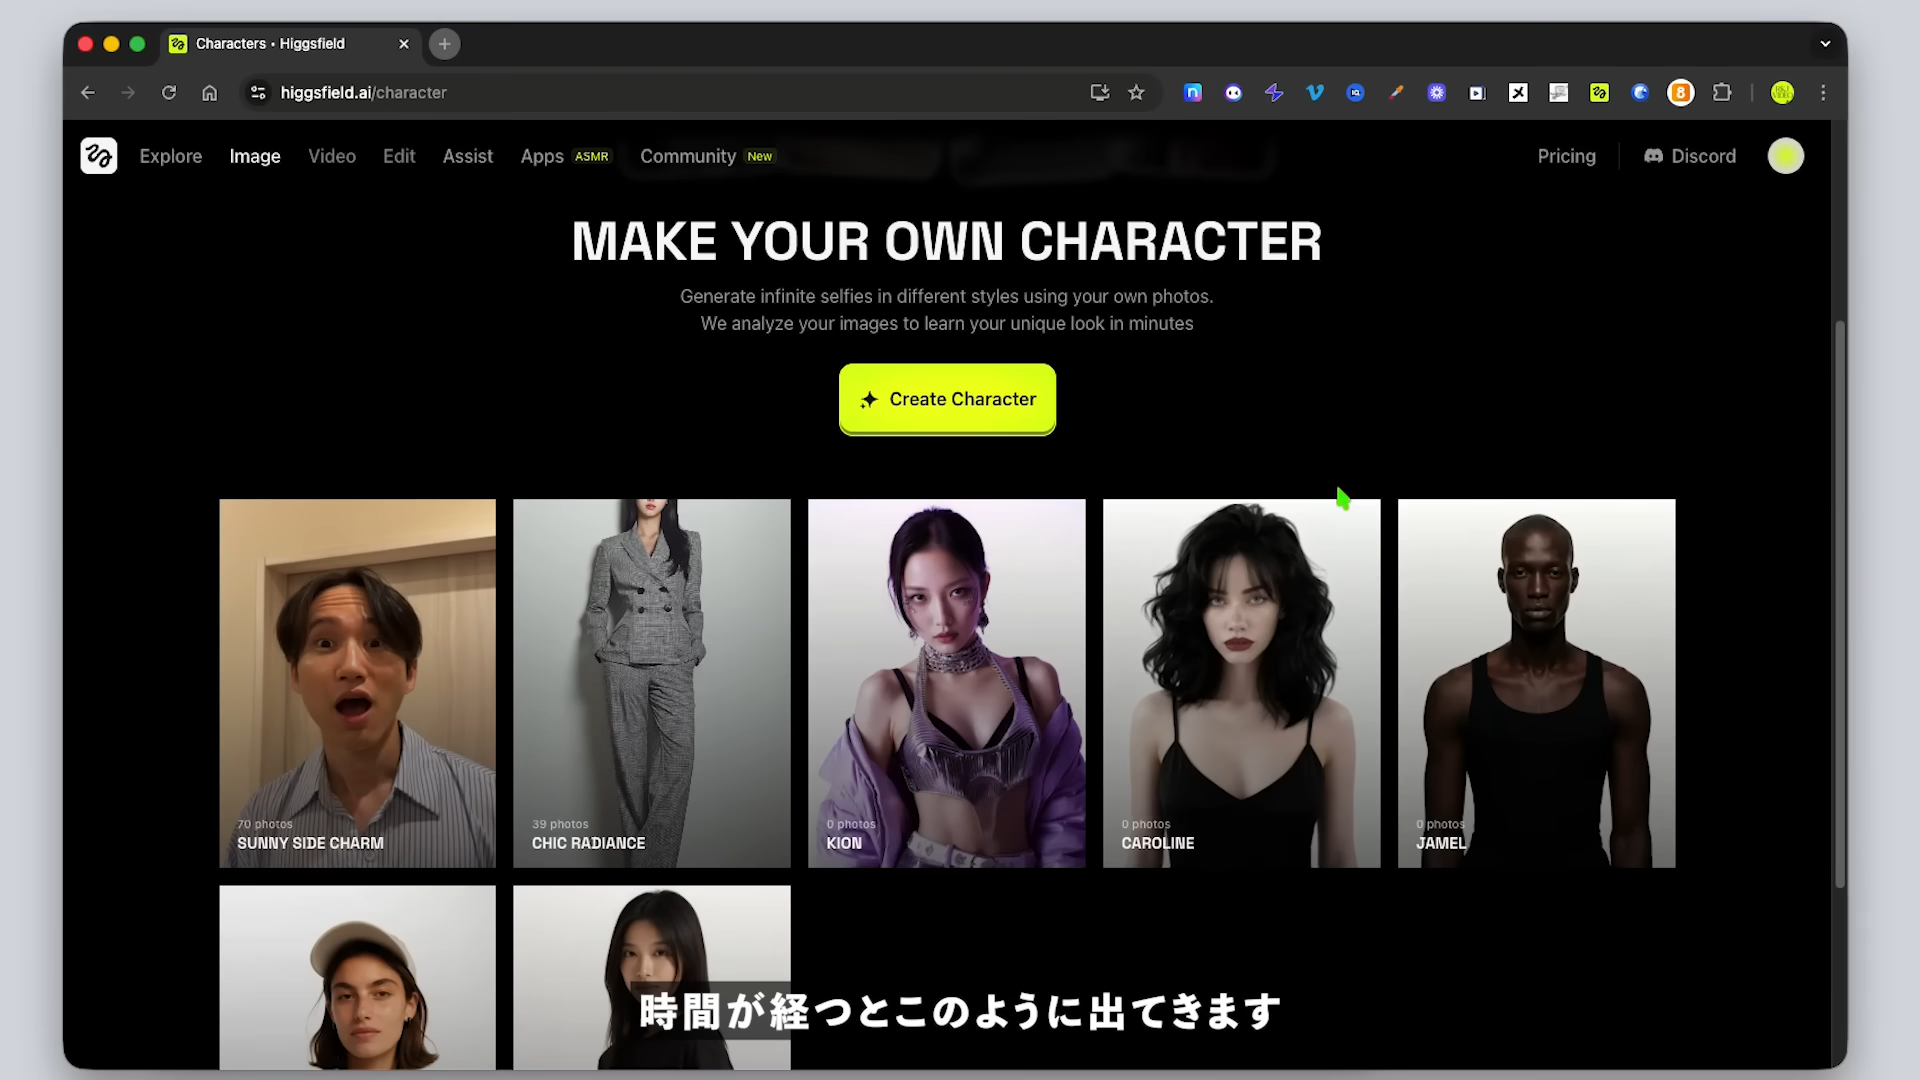 Characters • Higgsfield
higgsfield.ai/character
Explore
Image
Video
Edit
Assist
Apps ASMR
Community New
Pricing
Discord
MAKE YOUR OWN CHARACTER
Generate infinite selfies in different styles using your own photos.
We analyze your images to learn your unique look in minutes
Create Character
70 photos
SUNNY SIDE CHARM
39 photos
CHIC RADIANCE
0 photos
KION
0 photos
CAROLINE
0 photos
JAMEL
時間が経つとこのように出てきます